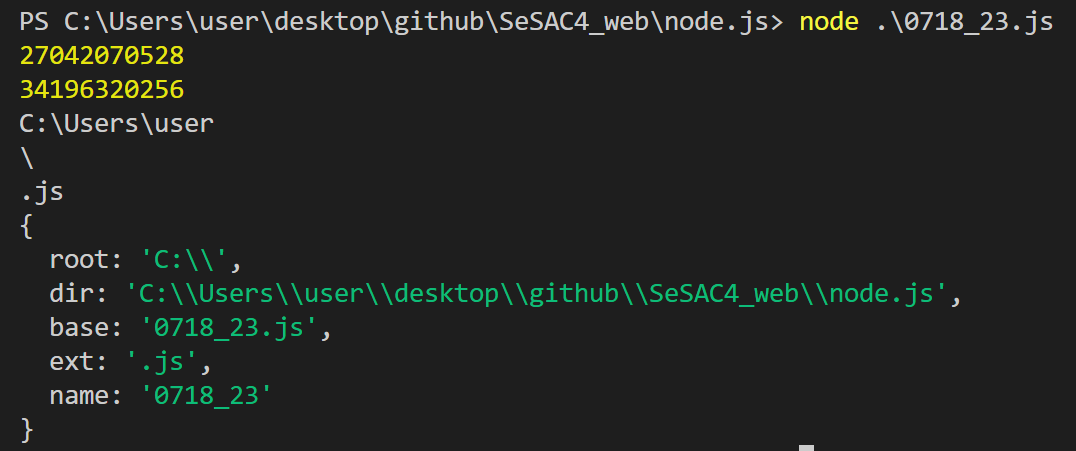 PS C:\Users\user\desktop\github\SeSAC4_web\node.js> node .\0718_23.js
27042070528
34196320256
C:\Users\user
\
.js
{
  root: 'C:\\',
  dir: 'C:\\Users\\user\\desktop\\github\\SeSAC4_web\\node.js',
  base: '0718_23.js',
  ext: '.js',
  name: '0718_23'
}